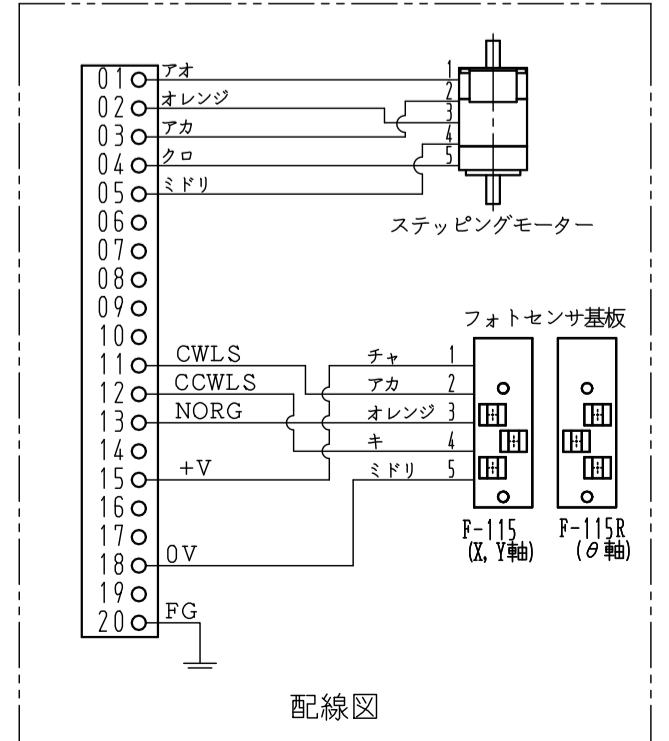 01 アオ 1
02 オレンジ 2
03 アカ 3
04 クロ 4
05 ミドリ 5
ステッピングモーター
06
07
08
09
10
フォトセンサ基板
11 CWLS チャ 1
12 CCWLS アカ 2
13 NORG オレンジ 3
14 キ 4
15 +V ミドリ 5
16
17
F-115 F-115R
(X, Y軸) (θ軸)
18 0V
19
20 FG
配線図